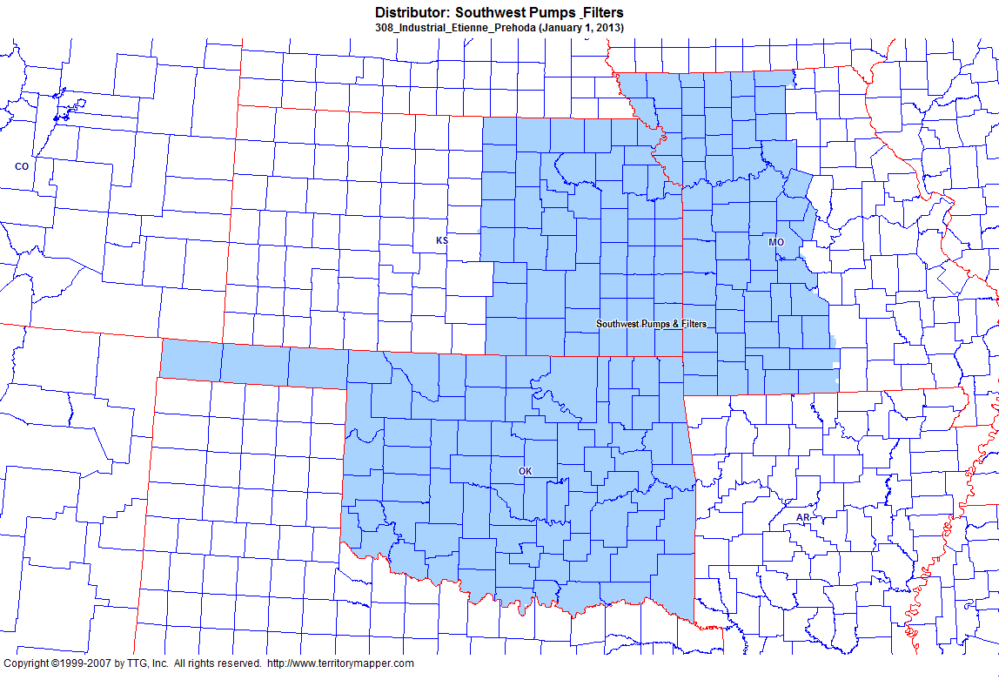 Distributor: Southwest Pumps _Filters
308_Industrial_Etienne_Prehoda (January 1, 2013)
CO
KS
MO
Southwest Pumps & Filters
OK
AR
Copyright ©1999-2007 by TTG, Inc. All rights reserved. http://www.territorymapper.com